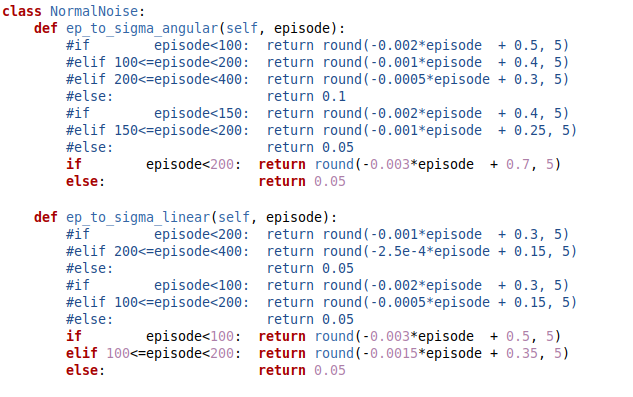 class NormalNoise:
    def ep_to_sigma_angular(self, episode):
        #if        episode<100:  return round(-0.002*episode  + 0.5, 5)
        #elif 100<=episode<200:  return round(-0.001*episode  + 0.4, 5)
        #elif 200<=episode<400:  return round(-0.0005*episode + 0.3, 5)
        #else:                   return 0.1
        #if        episode<150:  return round(-0.002*episode  + 0.4, 5)
        #elif 150<=episode<200:  return round(-0.001*episode  + 0.25, 5)
        #else:                   return 0.05
        if        episode<200:  return round(-0.003*episode  + 0.7, 5)
        else:                   return 0.05

    def ep_to_sigma_linear(self, episode):
        #if       episode<200:  return round(-0.001*episode  + 0.3, 5)
        #elif 200<=episode<400:  return round(-2.5e-4*episode + 0.15, 5)
        #else:                   return 0.05
        #if       episode<100:  return round(-0.002*episode  + 0.3, 5)
        #elif 100<=episode<200:  return round(-0.0005*episode + 0.15, 5)
        #else:                   return 0.05
        if        episode<100:  return round(-0.003*episode  + 0.5, 5)
        elif 100<=episode<200:  return round(-0.0015*episode + 0.35, 5)
        else:                   return 0.05